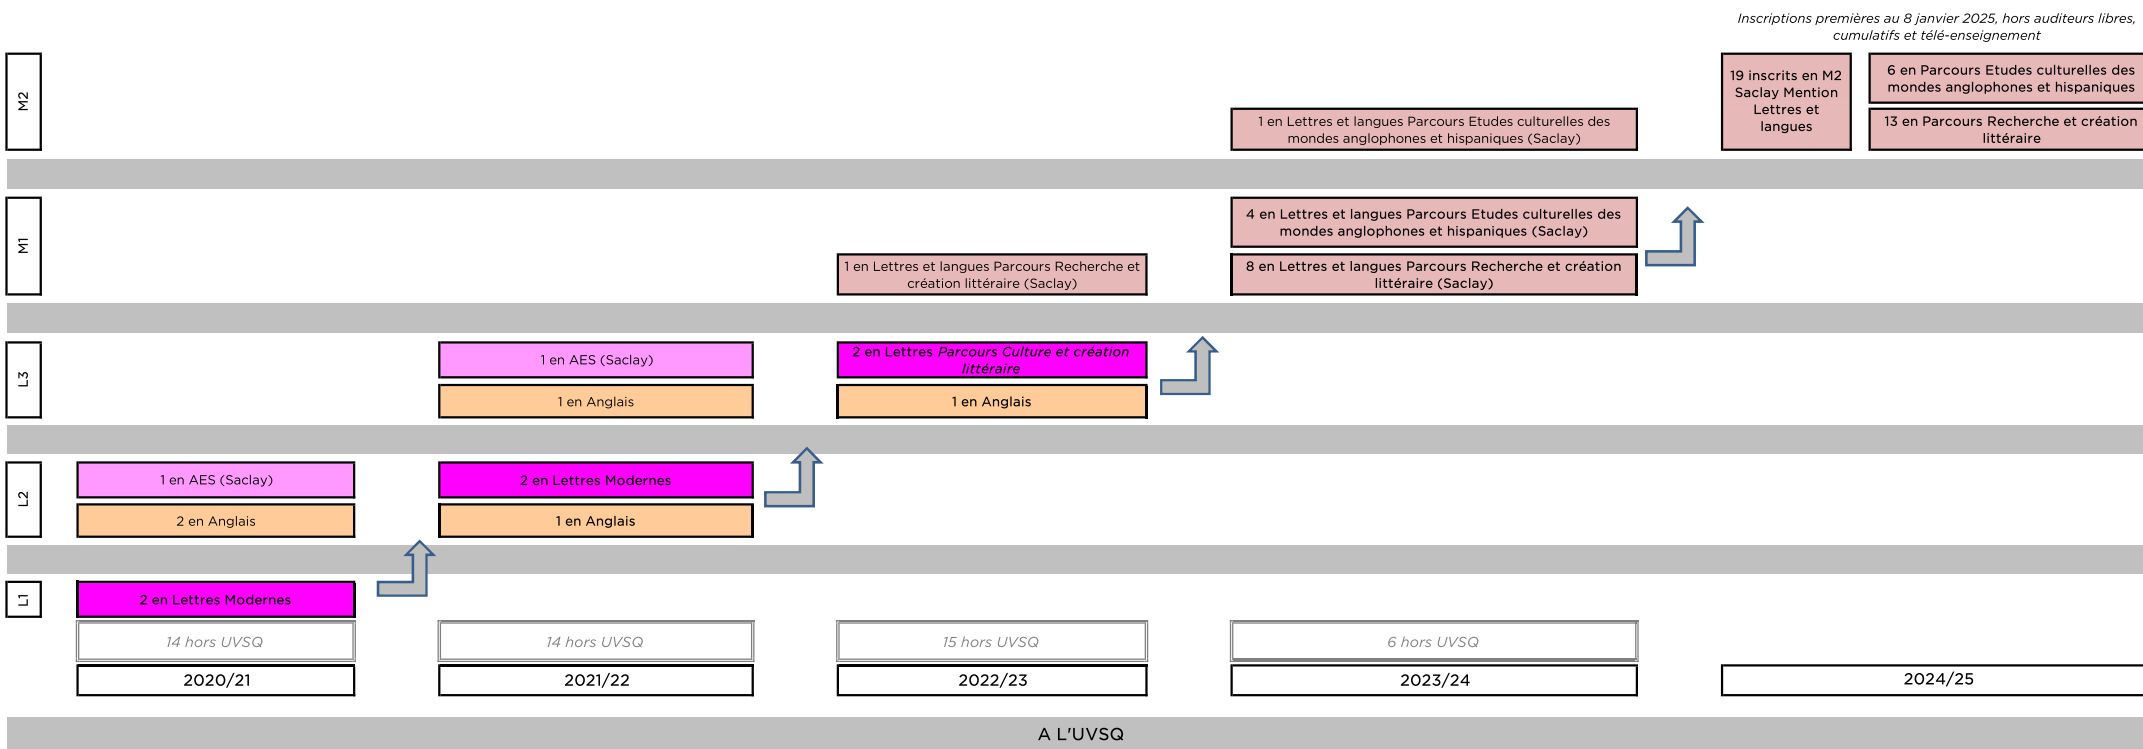 Inscriptions premières au 8 janvier 2025, hors auditeurs libres,
cumulatifs et télé-enseignement
M2
1 en Lettres et langues Parcours Etudes culturelles des
mondes anglophones et hispaniques (Saclay)
19 inscrits en M2
Saclay Mention
Lettres et
langues
6 en Parcours Etudes culturelles des
mondes anglophones et hispaniques
13 en Parcours Recherche et création
littéraire
M1
1 en Lettres et langues Parcours Recherche et
création littéraire (Saclay)
4 en Lettres et langues Parcours Etudes culturelles des
mondes anglophones et hispaniques (Saclay)
8 en Lettres et langues Parcours Recherche et création
littéraire (Saclay)
L3
1 en AES (Saclay)
1 en Anglais
2 en Lettres Parcours Culture et création
littéraire
1 en Anglais
L2
1 en AES (Saclay)
2 en Anglais
2 en Lettres Modernes
1 en Anglais
L1
2 en Lettres Modernes
14 hors UVSQ
14 hors UVSQ
15 hors UVSQ
6 hors UVSQ
2020/21
2021/22
2022/23
2023/24
2024/25
A L'UVSQ